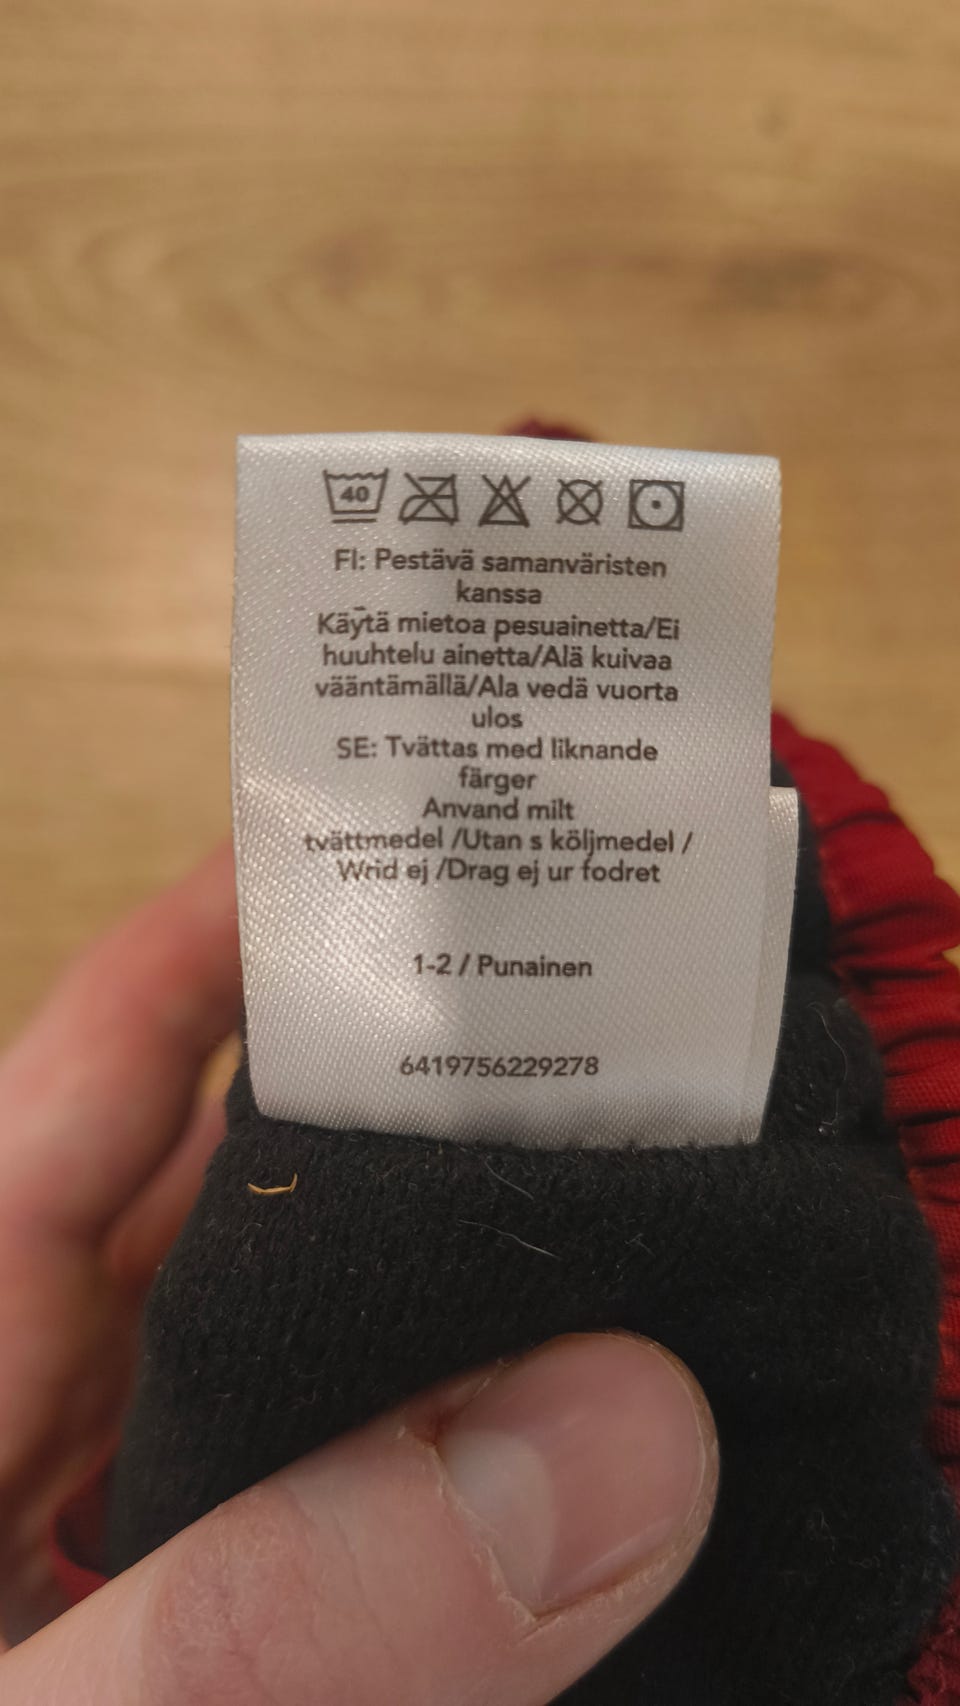 40
FI: Pestävä samanväristen
kanssa
Käytä mietoa pesuainetta/Ei
huuhtelu ainetta/Alä kuivaa
vääntämällä/Ala vedä vuorta
ulos
SE: Tvättas med liknande
färger
Anvand milt
tvättmedel /Utan s köljmedel /
Wrid ej /Drag ej ur fodret
1-2 / Punainen
6419756229278